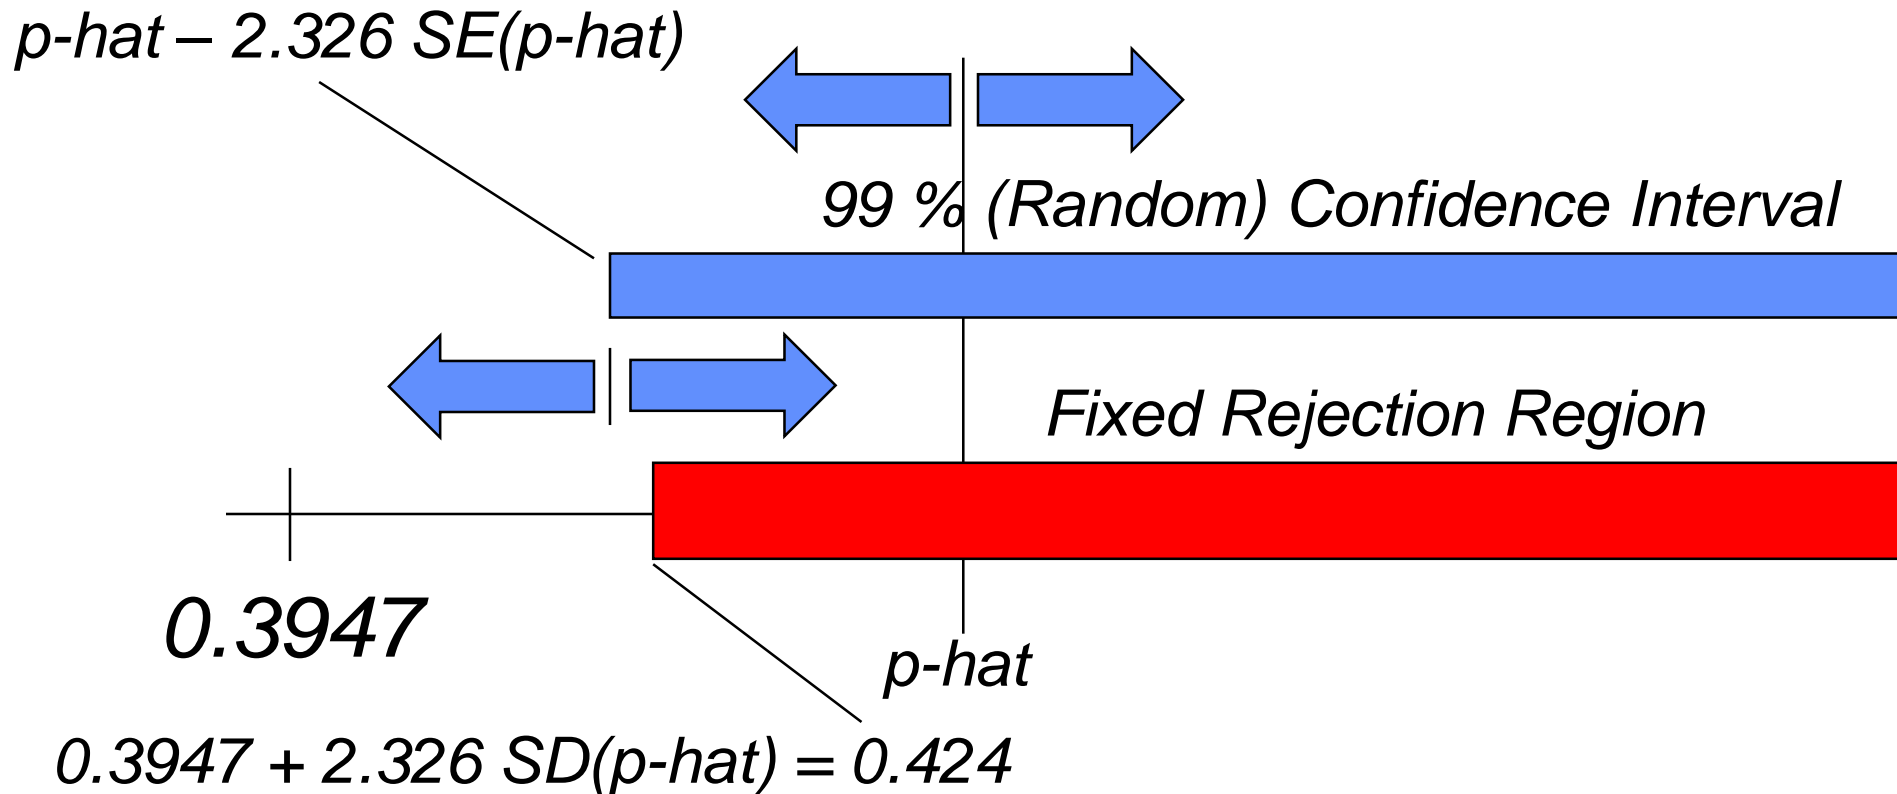 p-hat – 2.326 SE(p-hat)
99 % (Random) Confidence Interval
Fixed Rejection Region
0.3947
p-hat
0.3947 + 2.326 SD(p-hat) = 0.424